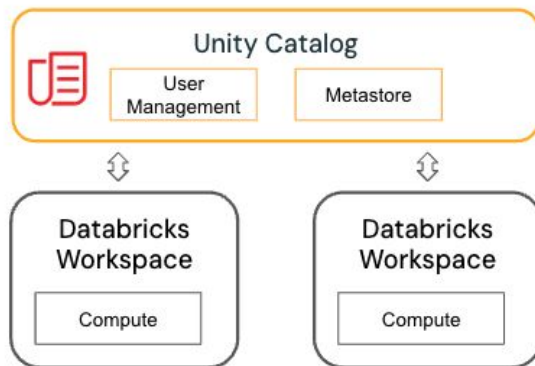 Unity Catalog
User
Management
Metastore
Databricks
Workspace
Compute
Databricks
Workspace
Compute